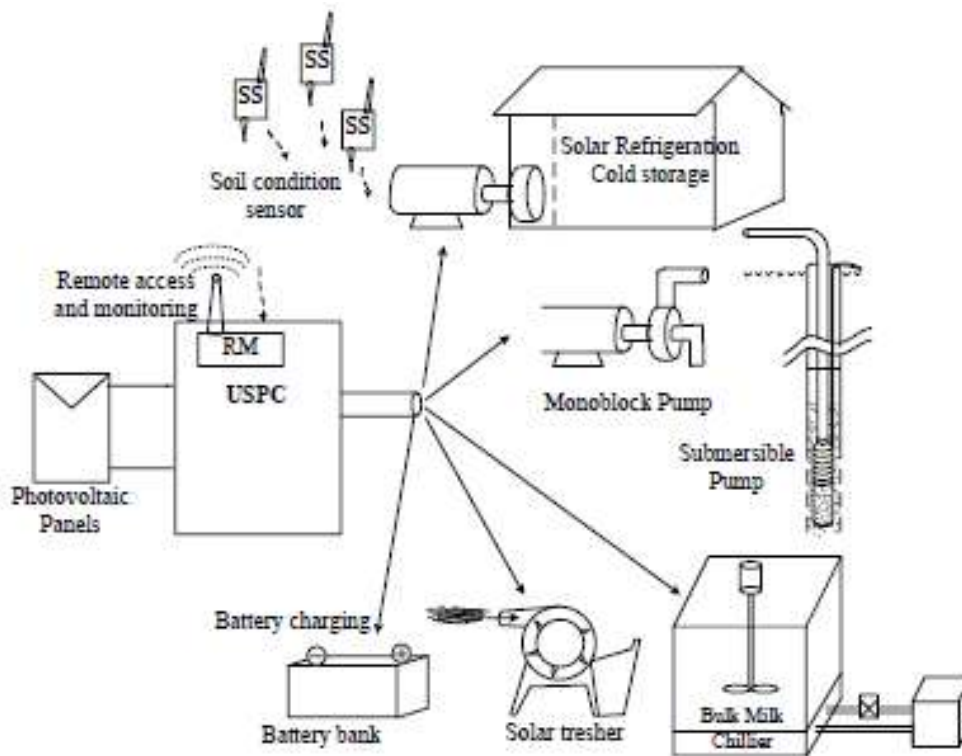 SS
SS
SS
Soil condition
sensor
Solar Refrigeration
Cold storage
Remote access
and monitoring
RM
USPC
Photovoltaic
Panels
Monoblock Pump
Submersible
Pump
Battery charging
Battery bank
Solar tresher
Bulk Milk
Chillier